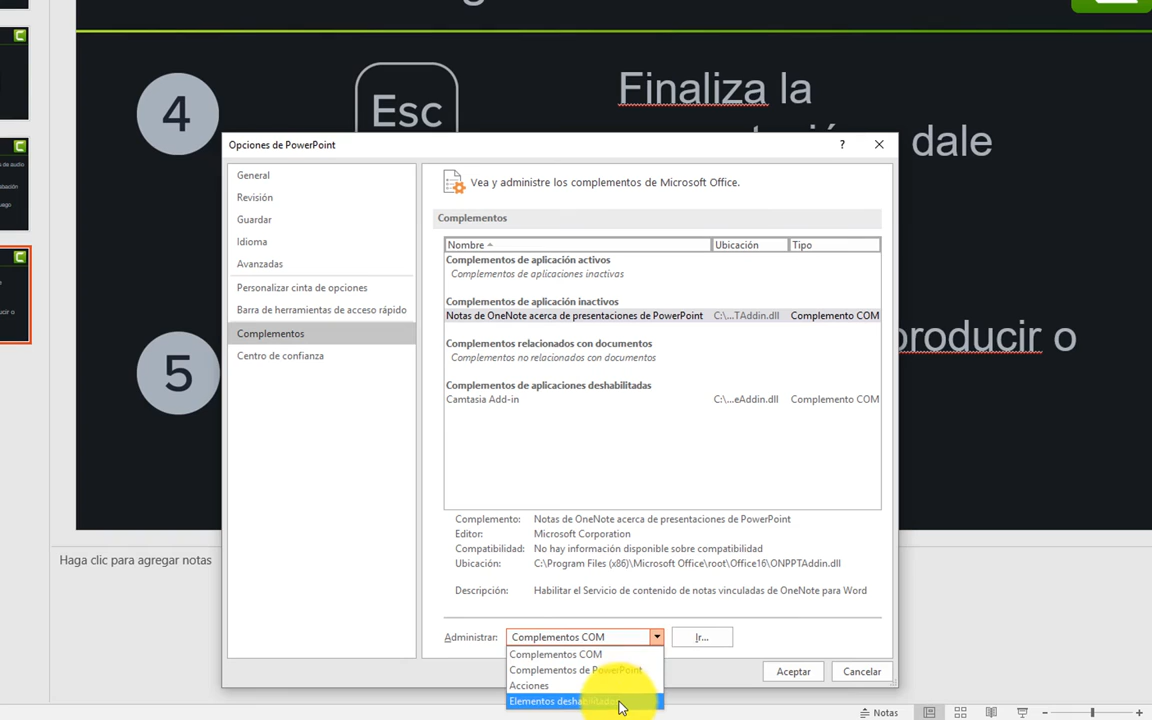 4
Esc
Finaliza la
dale
Opciones de PowerPoint
?
General
Revisión
Guardar
Idioma
Avanzadas
Personalizar cinta de opciones
Barra de herramientas de acceso rápido
Complementos
Centro de confianza
Vea y administre los complementos de Microsoft Office.
Complementos
Nombre Ubicación Tipo
Complementos de aplicación activos
Complementos de aplicaciones inactivas
Complementos de aplicación inactivos
Notas de OneNote acerca de presentaciones de PowerPoint C:\...TAddin.dll Complemento COM
Complementos relacionados con documentos
Complementos no relacionados con documentos
Complementos de aplicaciones deshabilitadas
Camtasia Add-in C:\...eAddin.dll Complemento COM
5
producir o
Complemento: Notas de OneNote acerca de presentaciones de PowerPoint
Editor: Microsoft Corporation
Compatibilidad: No hay información disponible sobre compatibilidad
Ubicación: C:\Program Files (x86)\Microsoft Office\root\Office16\ONPPTAddin.dll
Descripción: Habilitar el Servicio de contenido de notas vinculadas de OneNote para Word
Administrar: Complementos COM Ir...
Complementos COM
Complementos de PowerPoint
Acciones
Elementos deshabilitados
Aceptar Cancelar
Haga clic para agregar notas
Notas